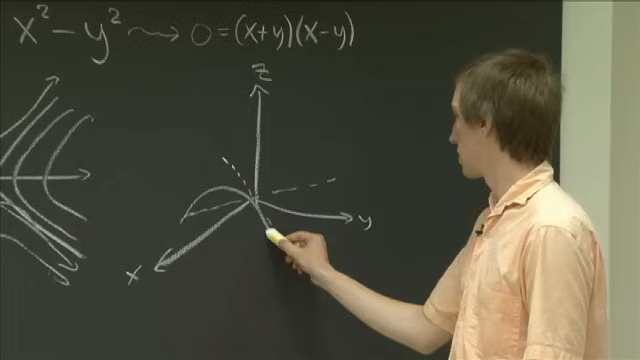 x² - y² ⇝ 0 = (x+y)(x-y)
z
y
x